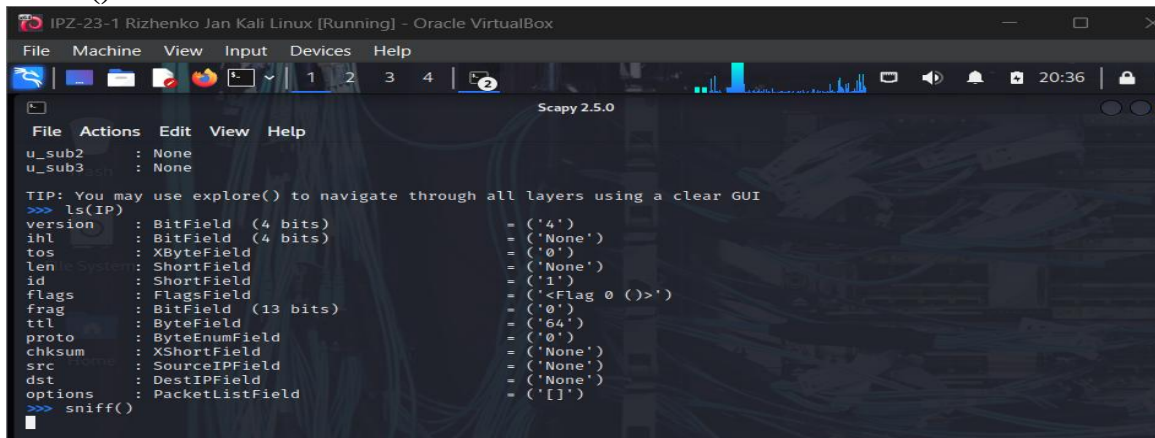 IPZ-23-1 Rizhenko Jan Kali Linux [Running] - Oracle VirtualBox
File Machine View Input Devices Help
1 2 3 4 2 20:36
Scapy 2.5.0
File Actions Edit View Help
u_sub2 : None
u_sub3 : None
TIP: You may use explore() to navigate through all layers using a clear GUI
>>> ls(IP)
version : BitField (4 bits) = ('4')
ihl : BitField (4 bits) = ('None')
tos : XByteField = ('0')
len : ShortField = ('None')
id : ShortField = ('1')
flags : FlagsField = ('<Flag 0 ()>')
frag : BitField (13 bits) = ('0')
ttl : ByteField = ('64')
proto : ByteEnumField = ('0')
chksum : XShortField = ('None')
src : SourceIPField = ('None')
dst : DestIPField = ('None')
options : PacketListField = ('[]')
>>> sniff()
Home